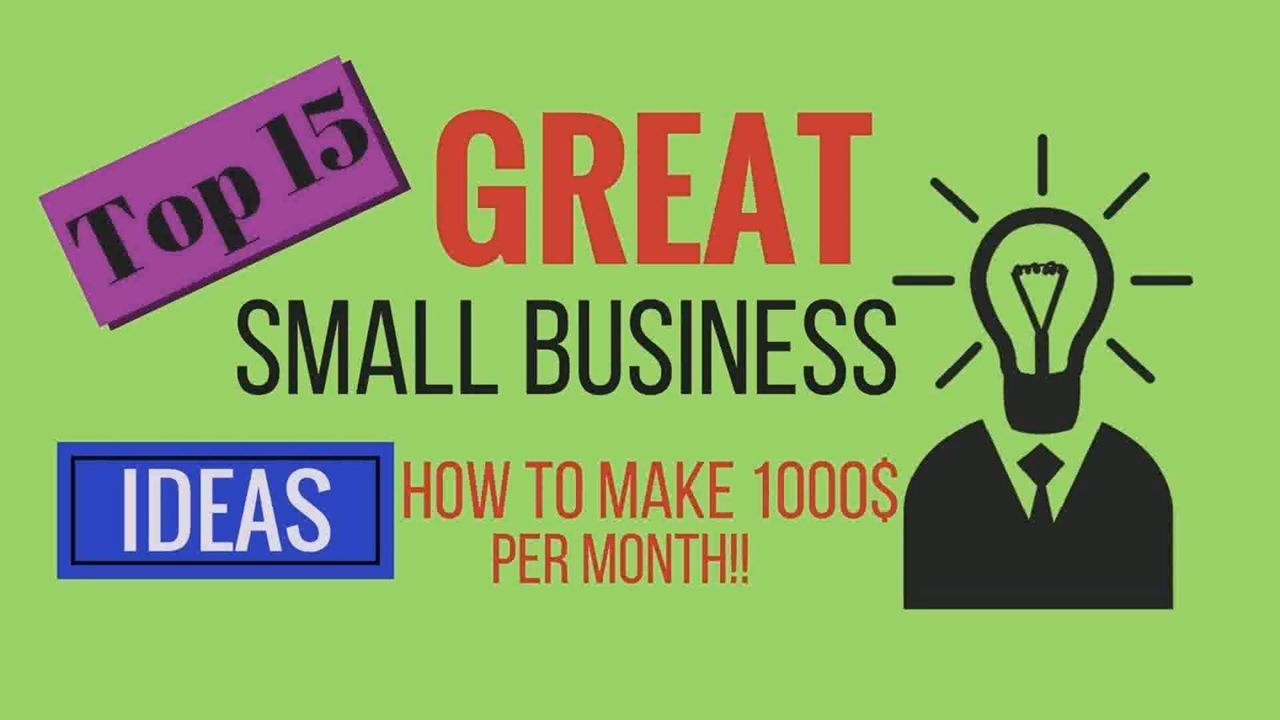 Top 15
GREAT
SMALL BUSINESS
IDEAS
HOW TO MAKE 1000$
PER MONTH!!